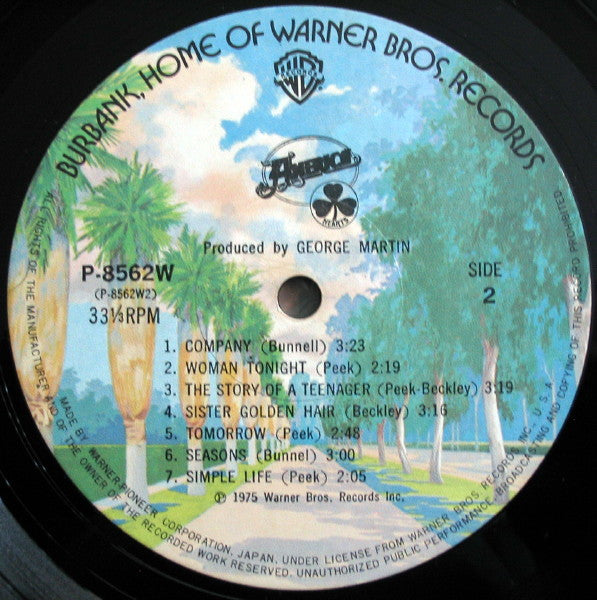 BURBANK, HOME OF WARNER BROS. RECORDS
RECORDS
AMERICA
HEARTS
Produced by GEORGE MARTIN
P-8562W
(P-8562W2)
33⅓RPM
SIDE
2
1. COMPANY (Bunnell) 3:23
2. WOMAN TONIGHT (Peek) 2:19
3. THE STORY OF A TEENAGER (Peek-Beckley) 3:19
4. SISTER GOLDEN HAIR (Beckley) 3:16
5. TOMORROW (Peek) 2:48
6. SEASONS (Bunnel) 3:00
7. SIMPLE LIFE (Peek) 2:05
Ⓟ 1975 Warner Bros. Records Inc.
MADE BY WARNER-PIONEER CORPORATION, JAPAN, UNDER LICENSE FROM WARNER BROS RECORDS INC., U.S.A.
ALL RIGHTS OF THE MANUFACTURER AND OF THE OWNER OF THE RECORDED WORK RESERVED. UNAUTHORIZED PUBLIC PERFORMANCE, BROADCASTING AND COPYING OF THIS RECORD PROHIBITED